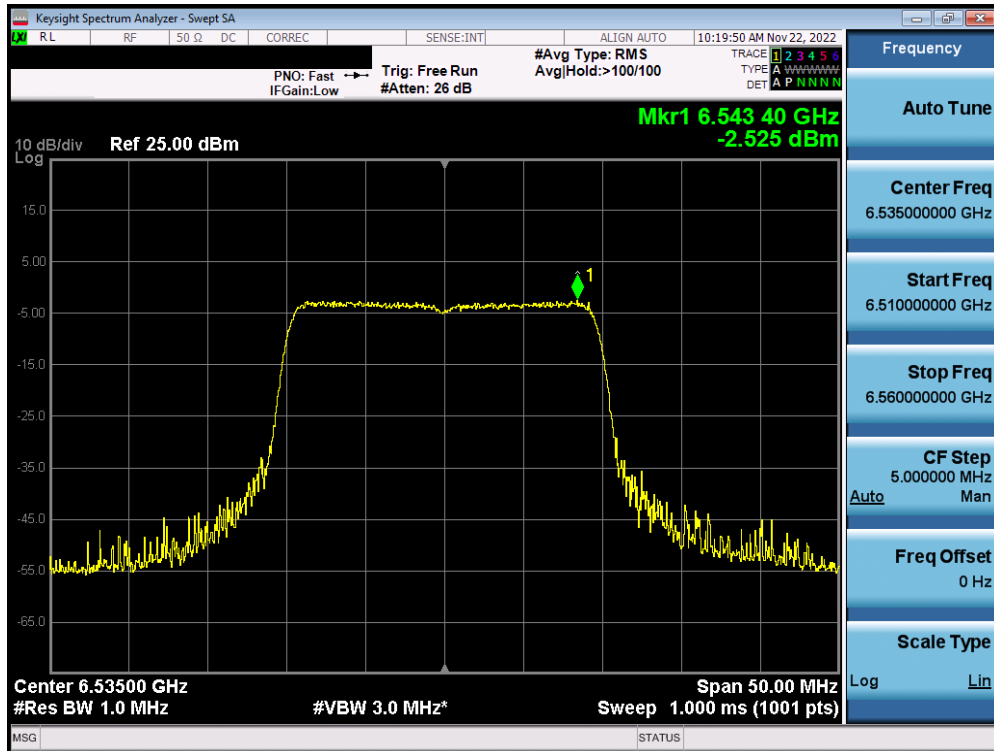 Keysight Spectrum Analyzer - Swept SA
LXI RL RF 50 Ω DC CORREC SENSE:INT ALIGN AUTO 10:19:50 AM Nov 22, 2022
PNO: Fast
IFGain:Low
Trig: Free Run
#Atten: 26 dB
#Avg Type: RMS
Avg|Hold:>100/100
TRACE 1 2 3 4 5 6
TYPE A W W W W W
DET A P N N N N
Mkr1 6.543 40 GHz
-2.525 dBm
10 dB/div Ref 25.00 dBm
Log
15.0
5.00
1
-5.00
-15.0
-25.0
-35.0
-45.0
-55.0
-65.0
Center 6.53500 GHz Span 50.00 MHz
#Res BW 1.0 MHz #VBW 3.0 MHz* Sweep 1.000 ms (1001 pts)
MSG STATUS
Frequency
Auto Tune
Center Freq
6.535000000 GHz
Start Freq
6.510000000 GHz
Stop Freq
6.560000000 GHz
CF Step
5.000000 MHz
Auto Man
Freq Offset
0 Hz
Scale Type
Log Lin